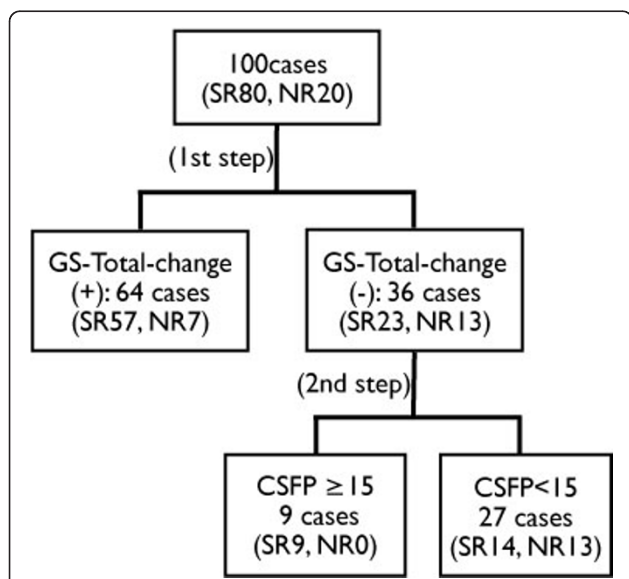 100cases
(SR80, NR20)
(1st step)
GS-Total-change
(+): 64 cases
(SR57, NR7)
GS-Total-change
(-): 36 cases
(SR23, NR13)
(2nd step)
CSFP ≥15
9 cases
(SR9, NR0)
CSFP<15
27 cases
(SR14, NR13)